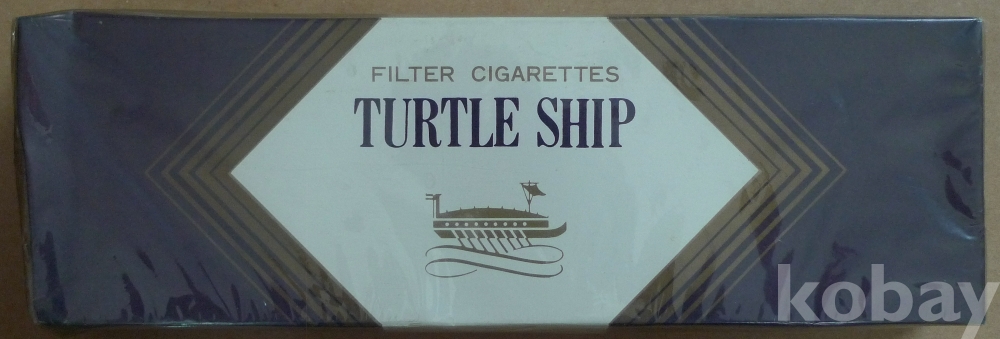 FILTER CIGARETTES
TURTLE SHIP
kobay